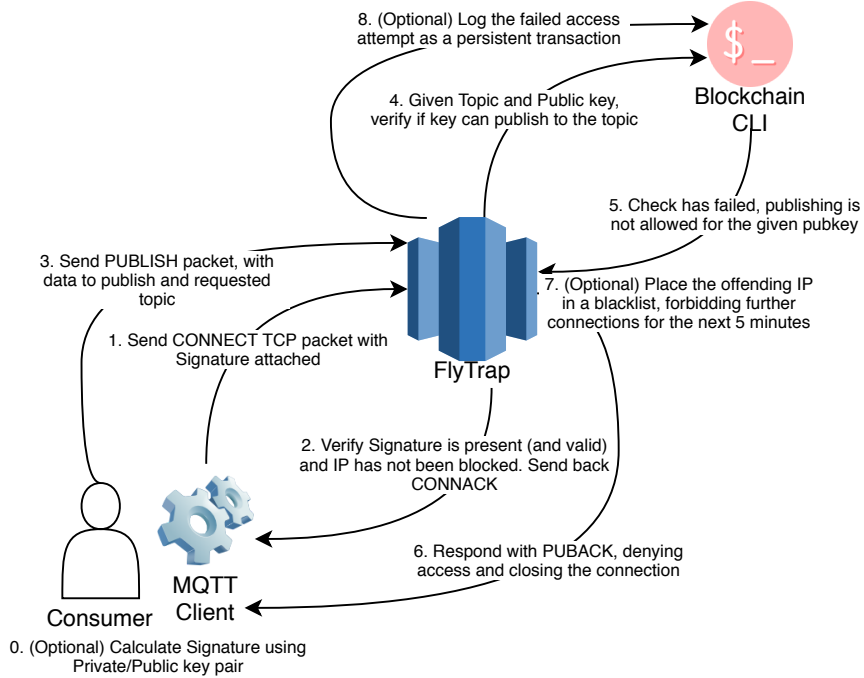 8. (Optional) Log the failed access
attempt as a persistent transaction
$_
Blockchain
CLI
4. Given Topic and Public key,
verify if key can publish to the topic
5. Check has failed, publishing is
not allowed for the given pubkey
3. Send PUBLISH packet, with
data to publish and requested
topic
7. (Optional) Place the offending IP
in a blacklist, forbidding further
connections for the next 5 minutes
1. Send CONNECT TCP packet with
Signature attached
FlyTrap
2. Verify Signature is present (and valid)
and IP has not been blocked. Send back
CONNACK
6. Respond with PUBACK, denying
access and closing the connection
MQTT
Client
Consumer
0. (Optional) Calculate Signature using
Private/Public key pair